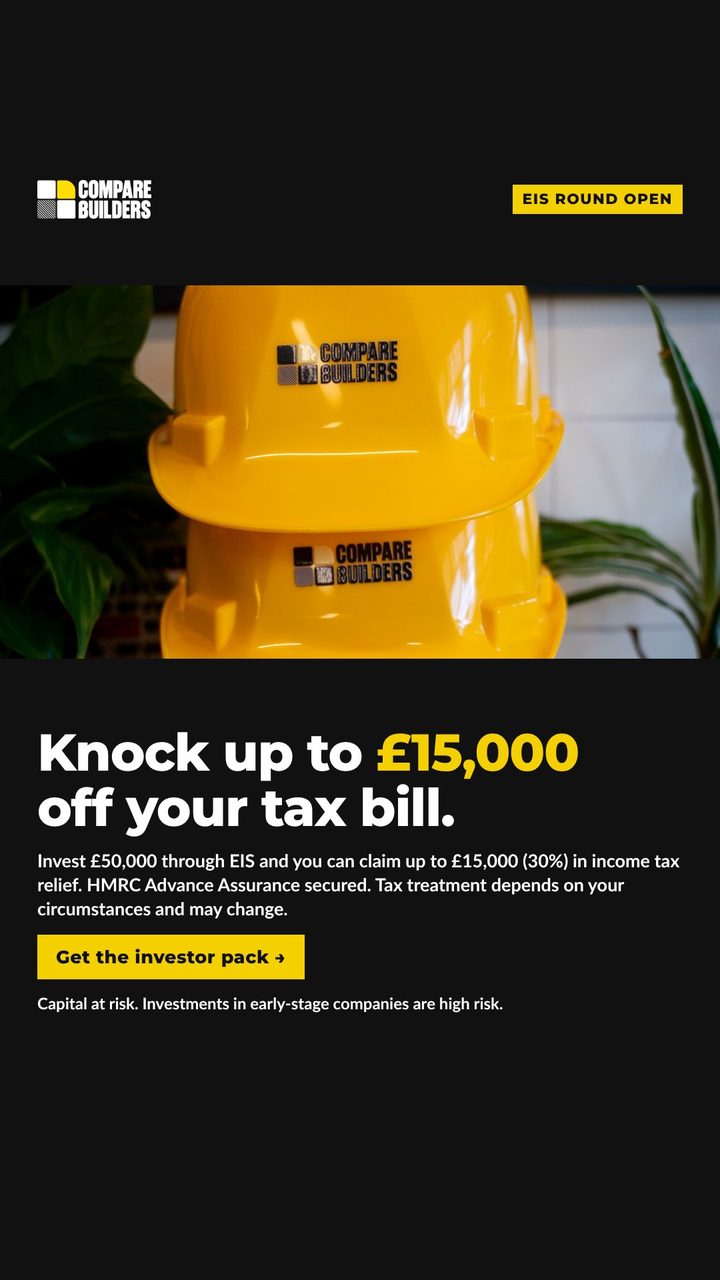 COMPARE
BUILDERS
EIS ROUND OPEN
COMPARE
BUILDERS
COMPARE
BUILDERS
Knock up to £15,000
off your tax bill.
Invest £50,000 through EIS and you can claim up to £15,000 (30%) in income tax
relief. HMRC Advance Assurance secured. Tax treatment depends on your
circumstances and may change.
Get the investor pack →
Capital at risk. Investments in early-stage companies are high risk.